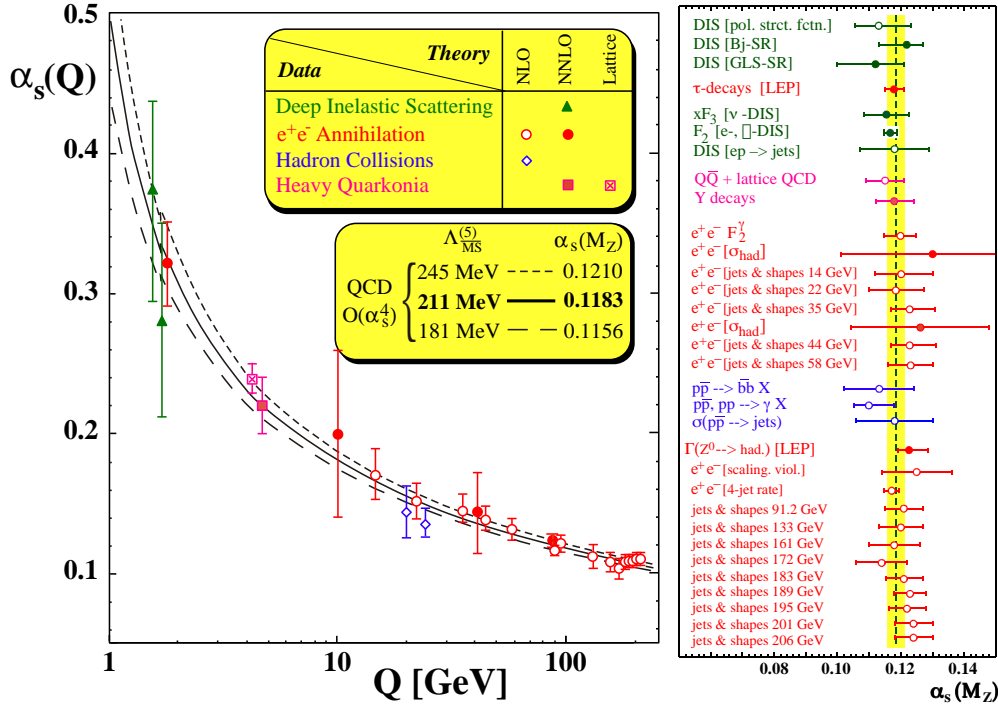 0.5
0.4
0.3
0.2
0.1
αs(Q)
1
10
100
Q [GeV]
Theory
Data
NLO
NNLO
Lattice
Deep Inelastic Scattering
e⁺e⁻ Annihilation
Hadron Collisions
Heavy Quarkonia
Λ(5)MS̅
αs(MZ)
QCD
O(αs⁴)
245 MeV 0.1210
211 MeV 0.1183
181 MeV 0.1156
DIS [pol. strct. fctn.]
DIS [Bj-SR]
DIS [GLS-SR]
τ-decays [LEP]
xF₃ [ν -DIS]
F₂ [e-, □-DIS]
DIS [ep –> jets]
QQ̅ + lattice QCD
Υ decays
e⁺e⁻ F₂^γ
e⁺e⁻[σhad]
e⁺e⁻[jets & shapes 14 GeV]
e⁺e⁻[jets & shapes 22 GeV]
e⁺e⁻[jets & shapes 35 GeV]
e⁺e⁻[σhad]
e⁺e⁻[jets & shapes 44 GeV]
e⁺e⁻[jets & shapes 58 GeV]
pp̅ --> bb̅ X
pp̅, pp --> γ X
σ(pp̅ --> jets)
Γ(Z⁰--> had.) [LEP]
e⁺e⁻[scaling. viol.]
e⁺e⁻[4-jet rate]
jets & shapes 91.2 GeV
jets & shapes 133 GeV
jets & shapes 161 GeV
jets & shapes 172 GeV
jets & shapes 183 GeV
jets & shapes 189 GeV
jets & shapes 195 GeV
jets & shapes 201 GeV
jets & shapes 206 GeV
0.08
0.10
0.12
0.14
αs(MZ)